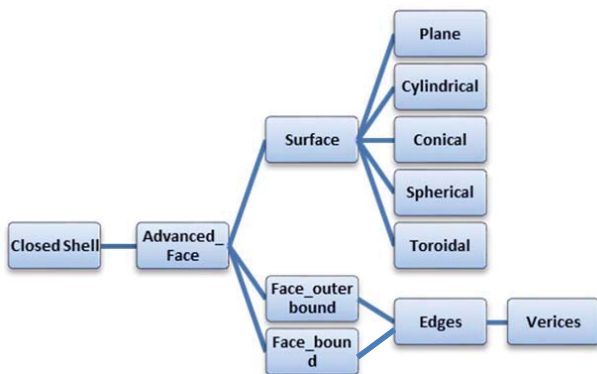 Plane
Cylindrical
Surface
Conical
Spherical
Closed Shell
Advanced_
Face
Toroidal
Face_outer
bound
Edges
Verices
Face_boun
d